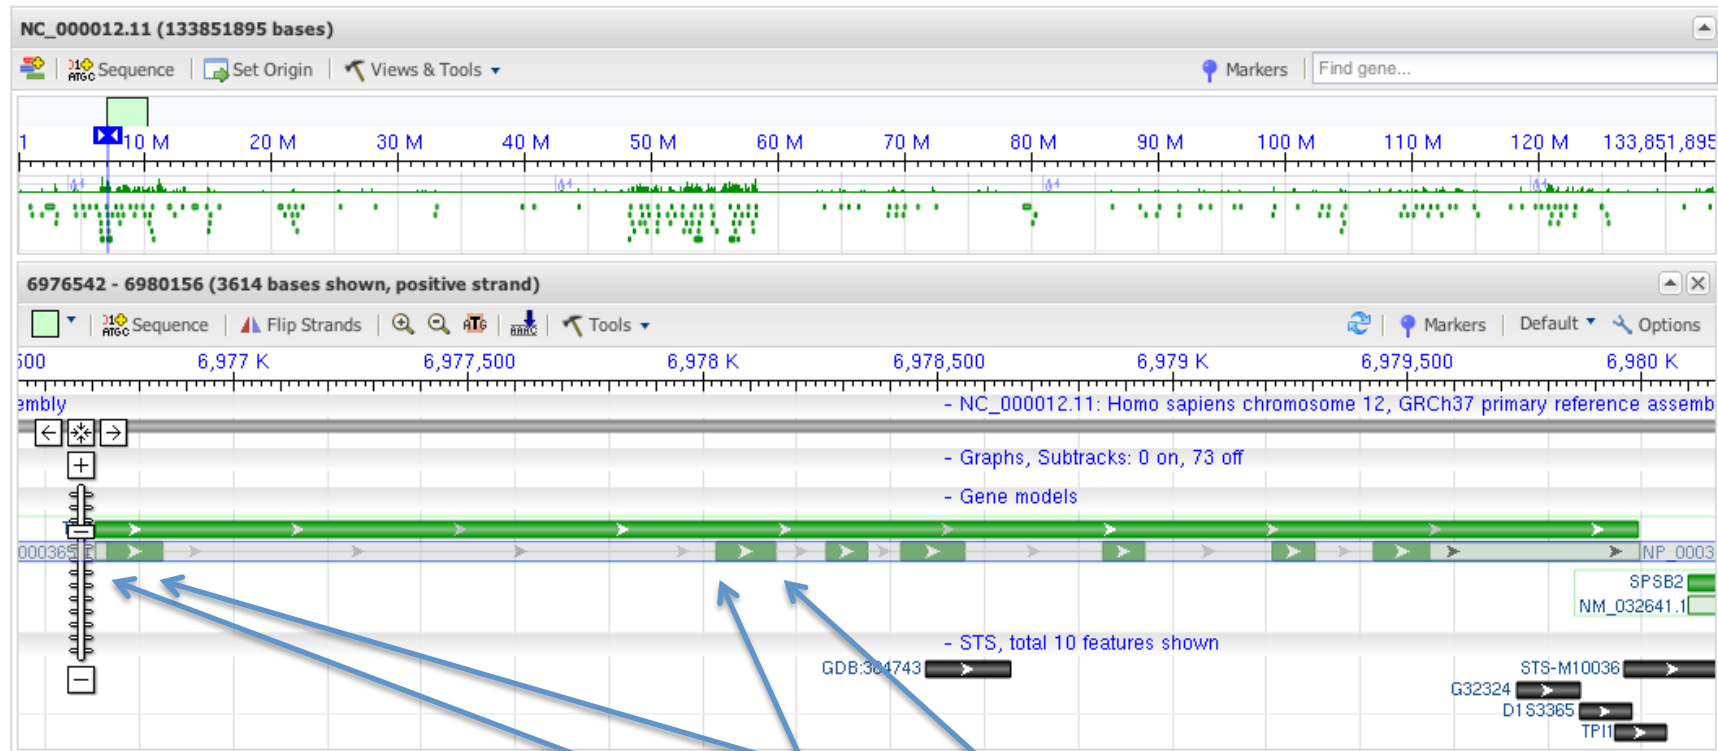 NC_000012.11 (133851895 bases)
Sequence Set Origin Views & Tools Markers Find gene...
1 10 M 20 M 30 M 40 M 50 M 60 M 70 M 80 M 90 M 100 M 110 M 120 M 133,851,895
6976542 - 6980156 (3614 bases shown, positive strand)
Sequence Flip Strands ATG Tools Markers Default Options
500 6,977 K 6,977,500 6,978 K 6,978,500 6,979 K 6,979,500 6,980 K
embly - NC_000012.11: Homo sapiens chromosome 12, GRCh37 primary reference assemb
- Graphs, Subtracks: 0 on, 73 off
- Gene models
NP_0003
SPSB2
NM_032641.1
- STS, total 10 features shown
GDB:384743 STS-M10036
G32324
D1S3365
TPI1